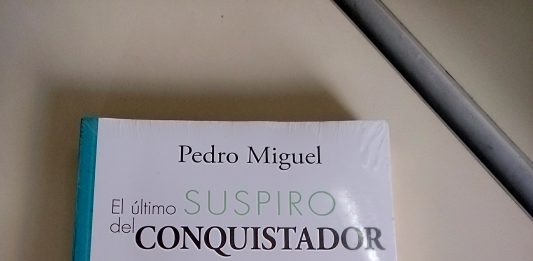 Pedro Miguel
El último SUSPIRO
del CONQUISTADOR